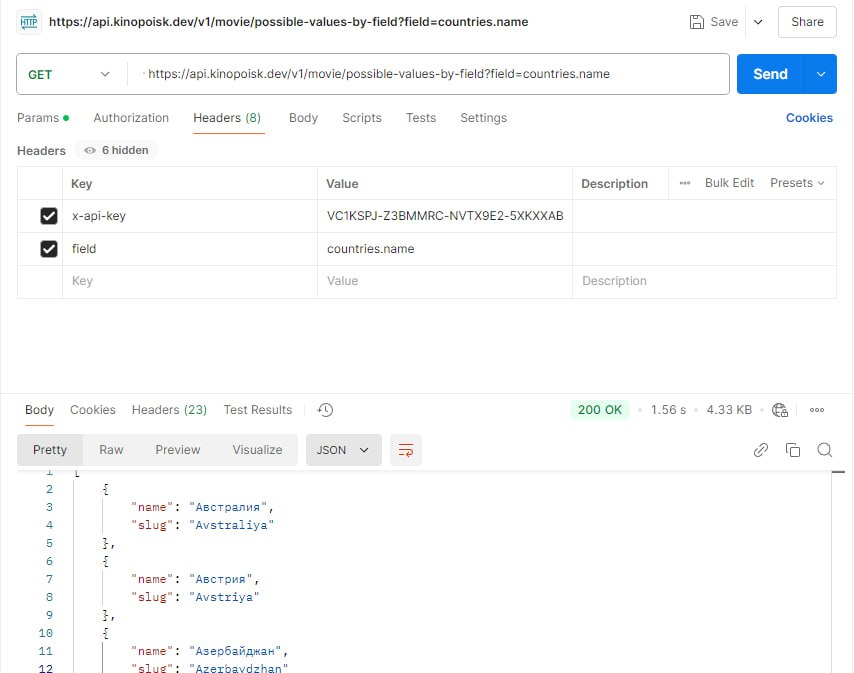 HTTP https://api.kinopoisk.dev/v1/movie/possible-values-by-field?field=countries.name Save Share
GET https://api.kinopoisk.dev/v1/movie/possible-values-by-field?field=countries.name Send
Params Authorization Headers (8) Body Scripts Tests Settings Cookies
Headers 6 hidden
Key Value Description Bulk Edit Presets
x-api-key VC1KSPJ-Z3BMMRC-NVTX9E2-5XKXXAB
field countries.name
Key Value Description
Body Cookies Headers (23) Test Results 200 OK 1.56 s 4.33 KB
Pretty Raw Preview Visualize JSON
1 [
2 {
3 "name": "Австралия",
4 "slug": "Avstraliya"
5 },
6 {
7 "name": "Австрия",
8 "slug": "Avstriya"
9 },
10 {
11 "name": "Азербайджан",
12 "slug": "Azerbaydzhan"